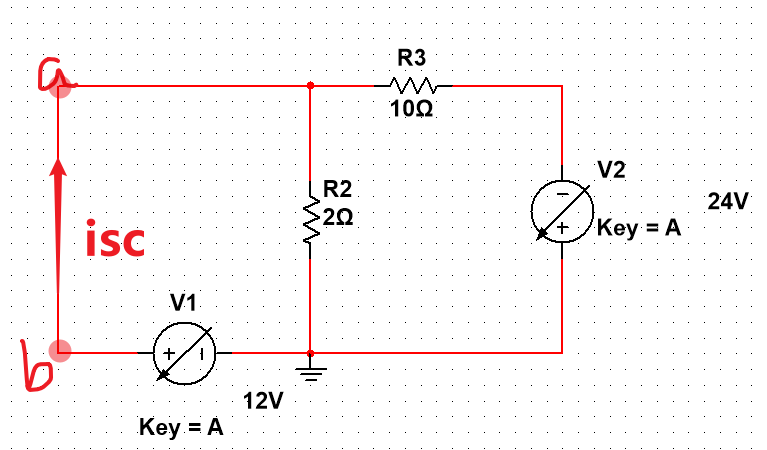 a
R3
10Ω
V2
24V
R2
2Ω
Key = A
isc
V1
b
12V
Key = A